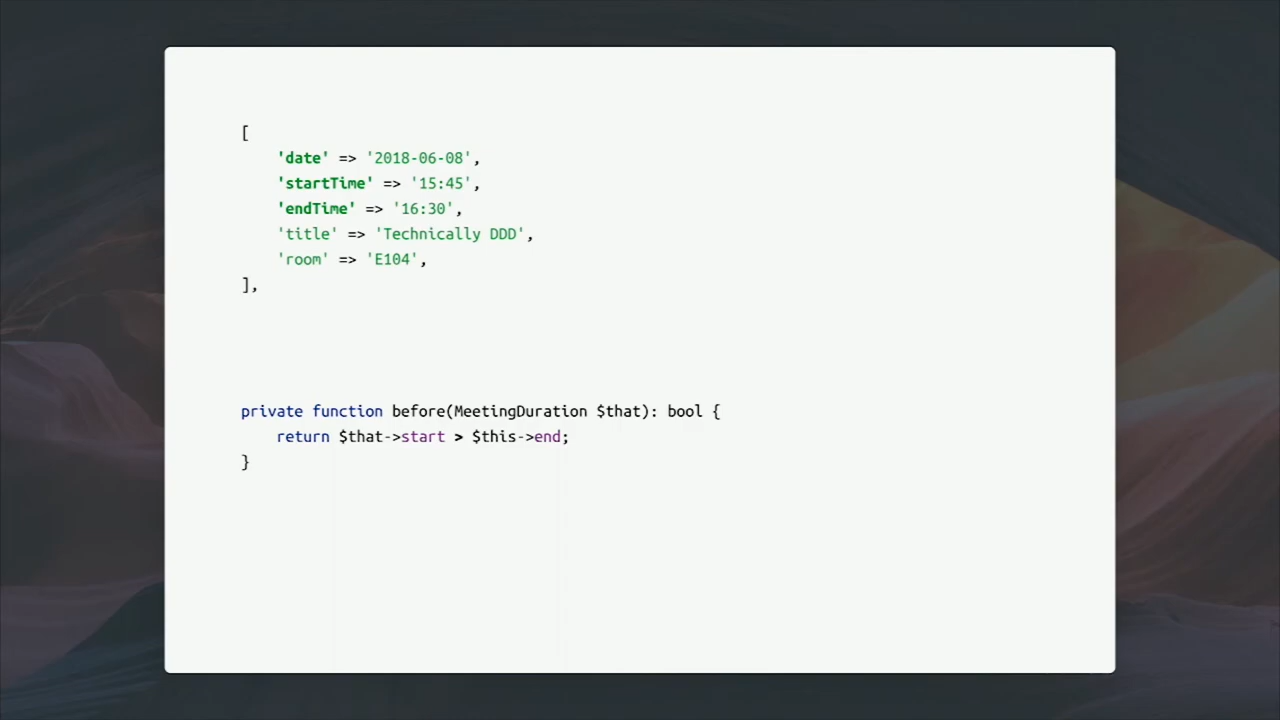 [
'date' => '2018-06-08',
'startTime' => '15:45',
'endTime' => '16:30',
'title' => 'Technically DDD',
'room' => 'E104',
],
private function before(MeetingDuration $that): bool {
return $that->start > $this->end;
}